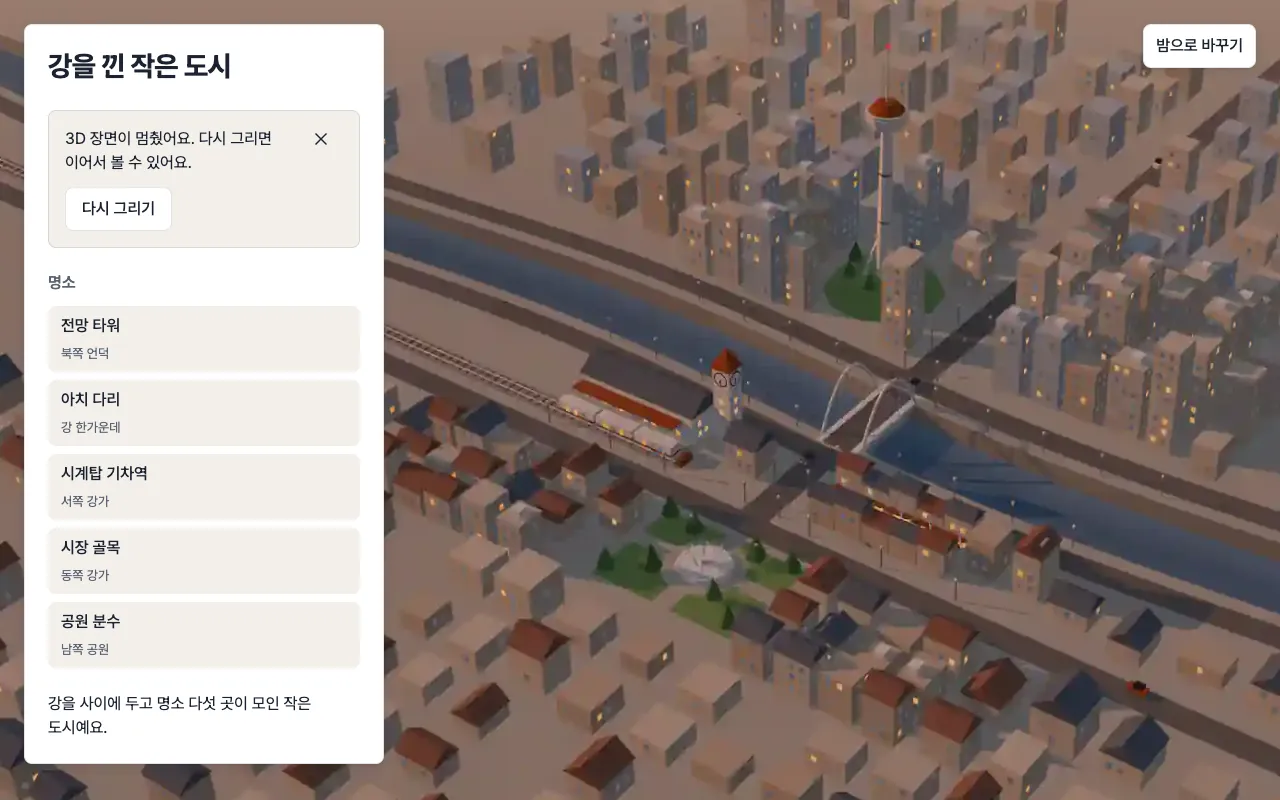 강을 낀 작은 도시
밤으로 바꾸기
3D 장면이 멈췄어요. 다시 그리면
이어서 볼 수 있어요.
다시 그리기
명소
전망 타워
북쪽 언덕
아치 다리
강 한가운데
시계탑 기차역
서쪽 강가
시장 골목
동쪽 강가
공원 분수
남쪽 공원
강을 사이에 두고 명소 다섯 곳이 모인 작은
도시예요.